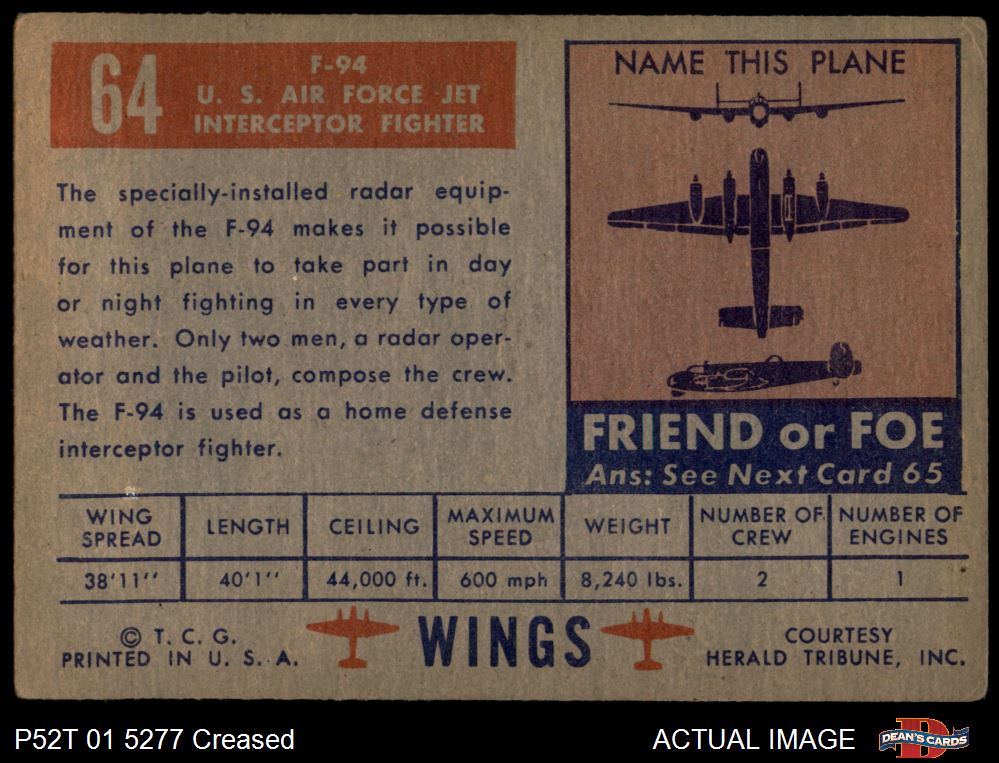 64
F-94
U. S. AIR FORCE JET
INTERCEPTOR FIGHTER
The specially-installed radar equip-
ment of the F-94 makes it possible
for this plane to take part in day
or night fighting in every type of
weather. Only two men, a radar oper-
ator and the pilot, compose the crew.
The F-94 is used as a home defense
interceptor fighter.
NAME THIS PLANE
FRIEND or FOE
Ans: See Next Card 65
WING SPREAD LENGTH CEILING MAXIMUM SPEED WEIGHT NUMBER OF CREW NUMBER OF ENGINES
38'11'' 40'1'' 44,000 ft. 600 mph 8,240 lbs. 2 1
© T. C. G.
PRINTED IN U. S. A.
WINGS
COURTESY
HERALD TRIBUNE, INC.
P52T 01 5277 Creased
ACTUAL IMAGE
D
DEAN'S CARDS